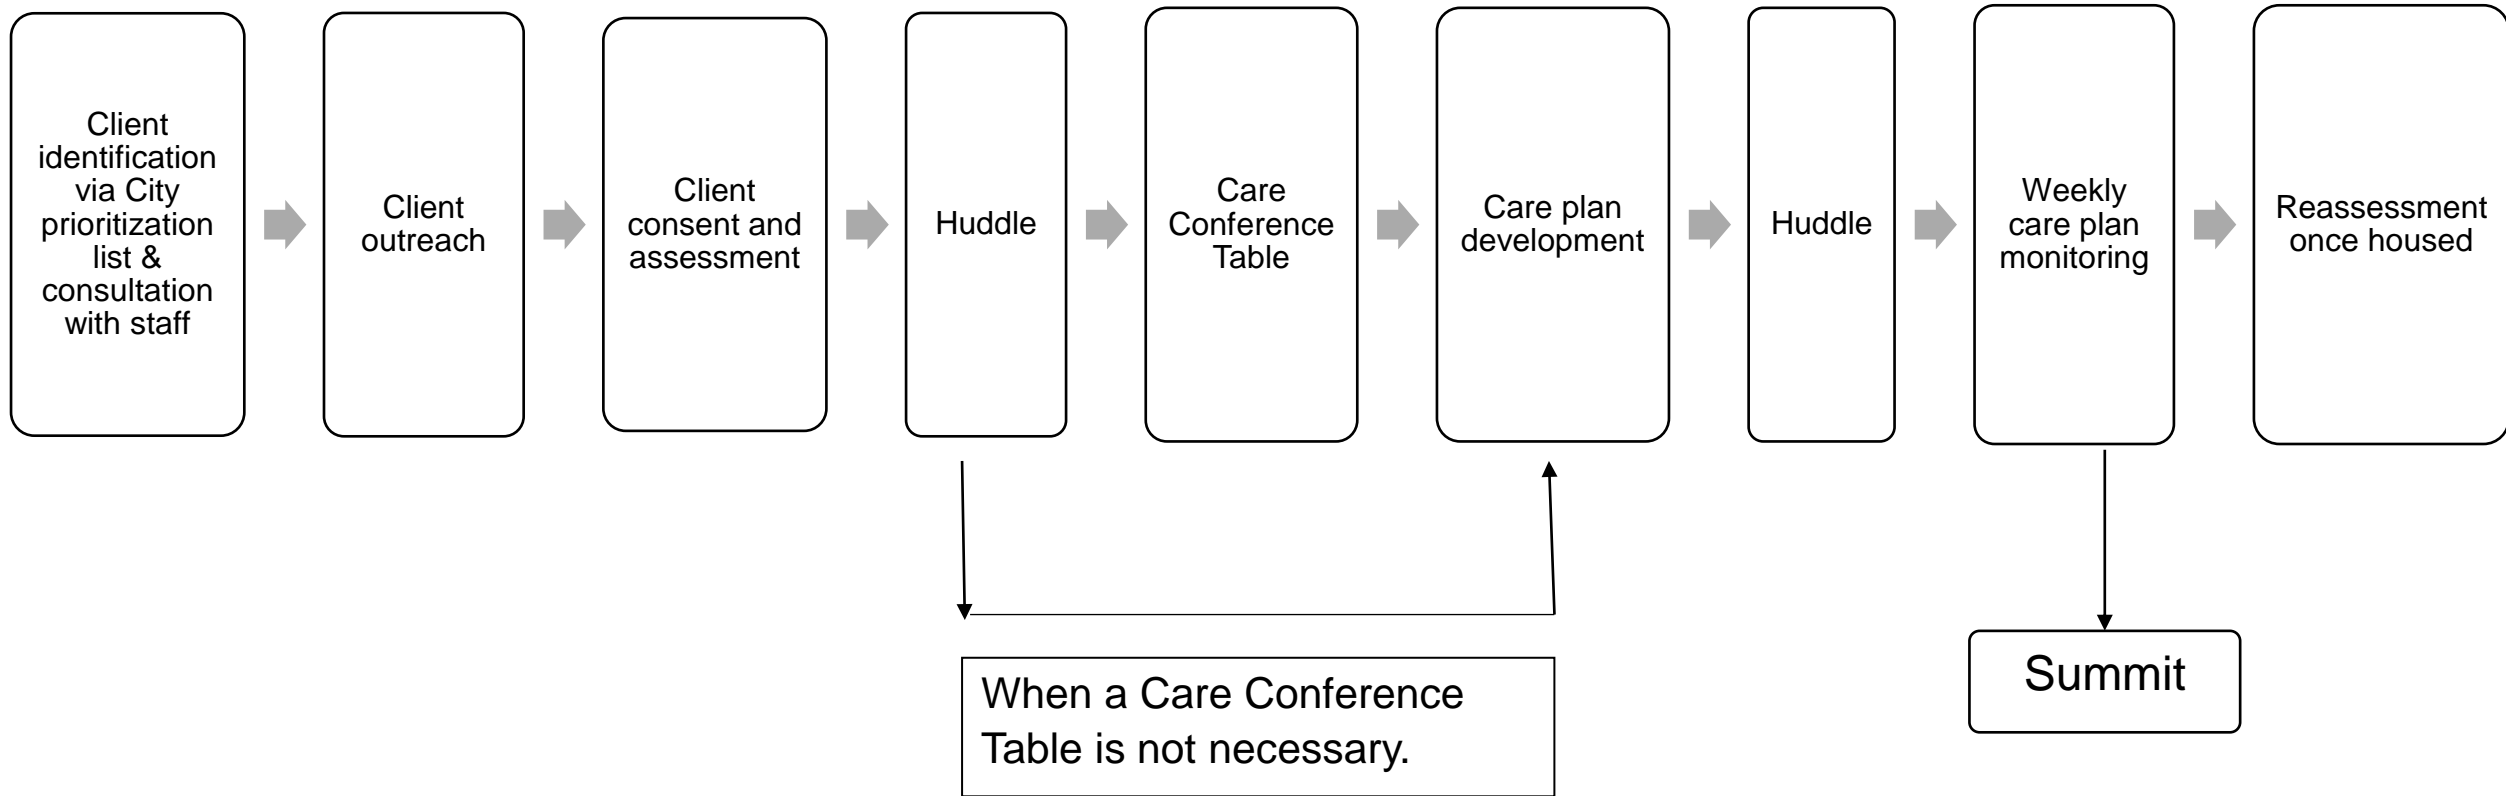 Client
identification
via City
prioritization
list &
consultation
with staff
Client
outreach
Client
consent and
assessment
Huddle
Care
Conference
Table
Care plan
development
Huddle
Weekly
care plan
monitoring
Reassessment
once housed
When a Care Conference
Table is not necessary.
Summit